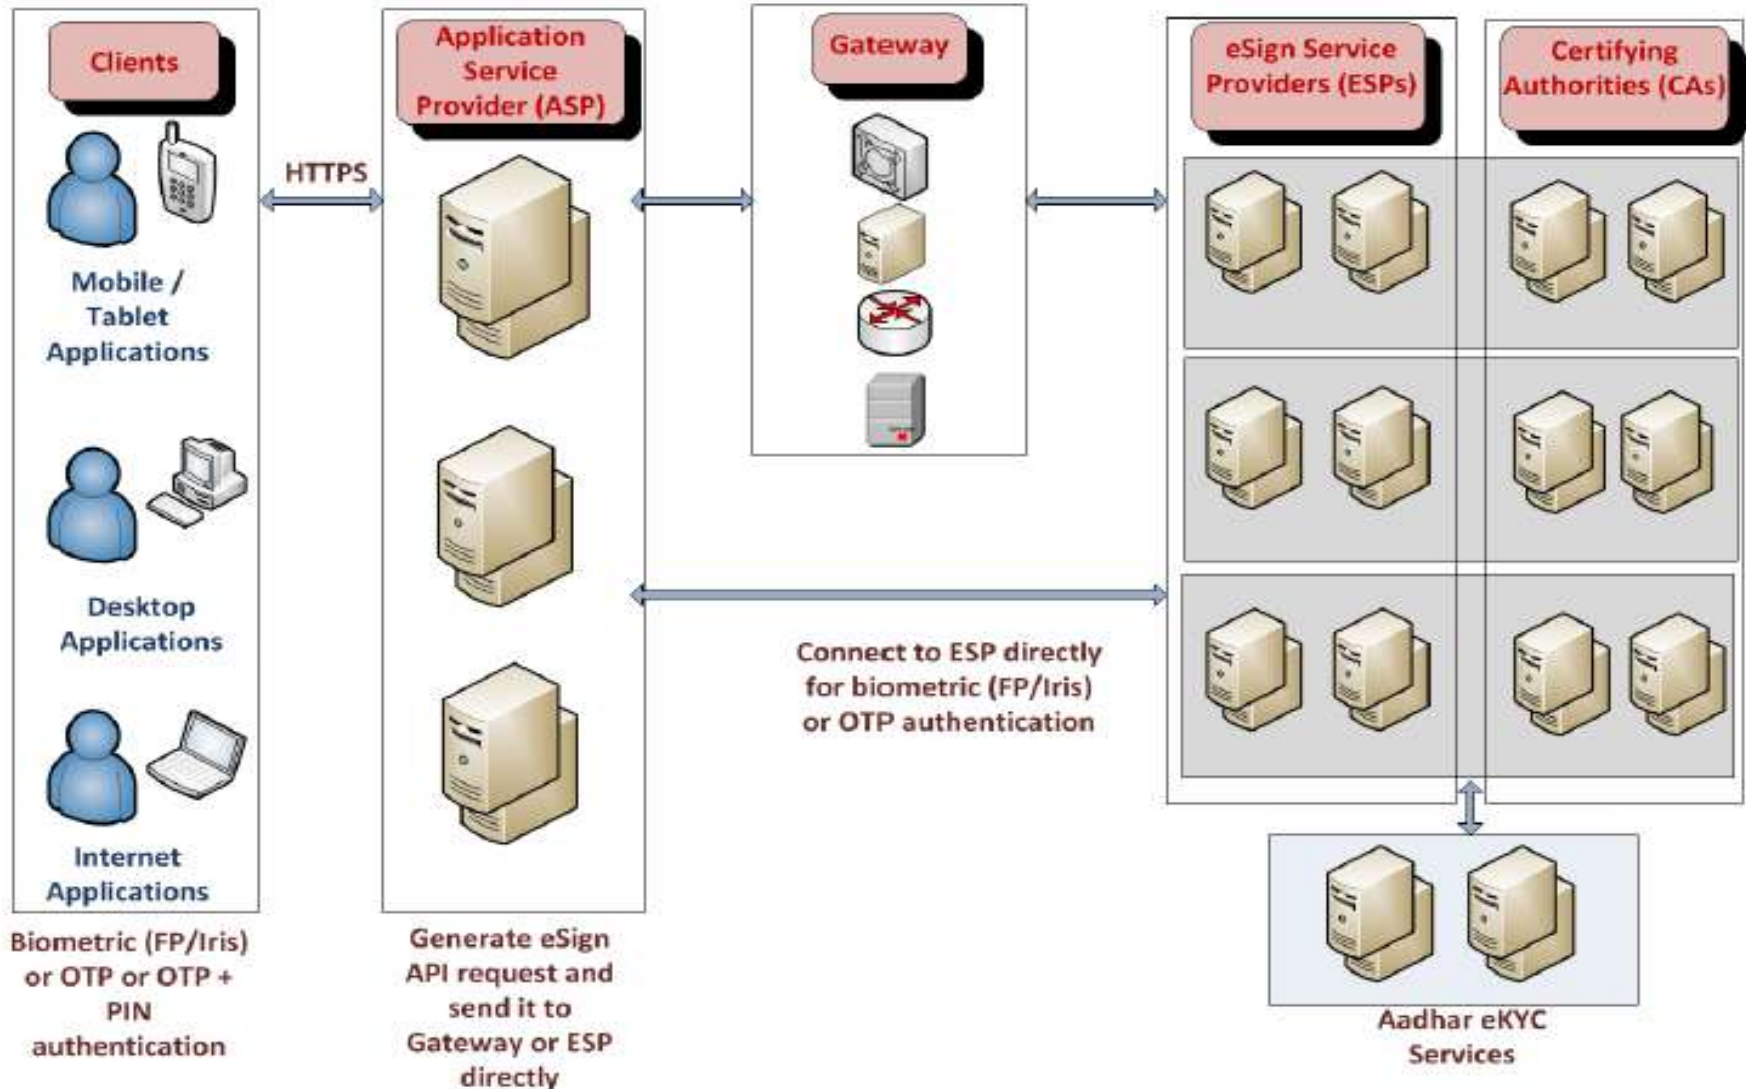 Clients
Application
Service
Provider (ASP)
Gateway
eSign Service
Providers (ESPs)
Certifying
Authorities (CAs)
HTTPS
Mobile /
Tablet
Applications
Desktop
Applications
Internet
Applications
Connect to ESP directly
for biometric (FP/Iris)
or OTP authentication
Biometric (FP/Iris)
or OTP or OTP +
PIN
authentication
Generate eSign
API request and
send it to
Gateway or ESP
directly
Aadhar eKYC
Services